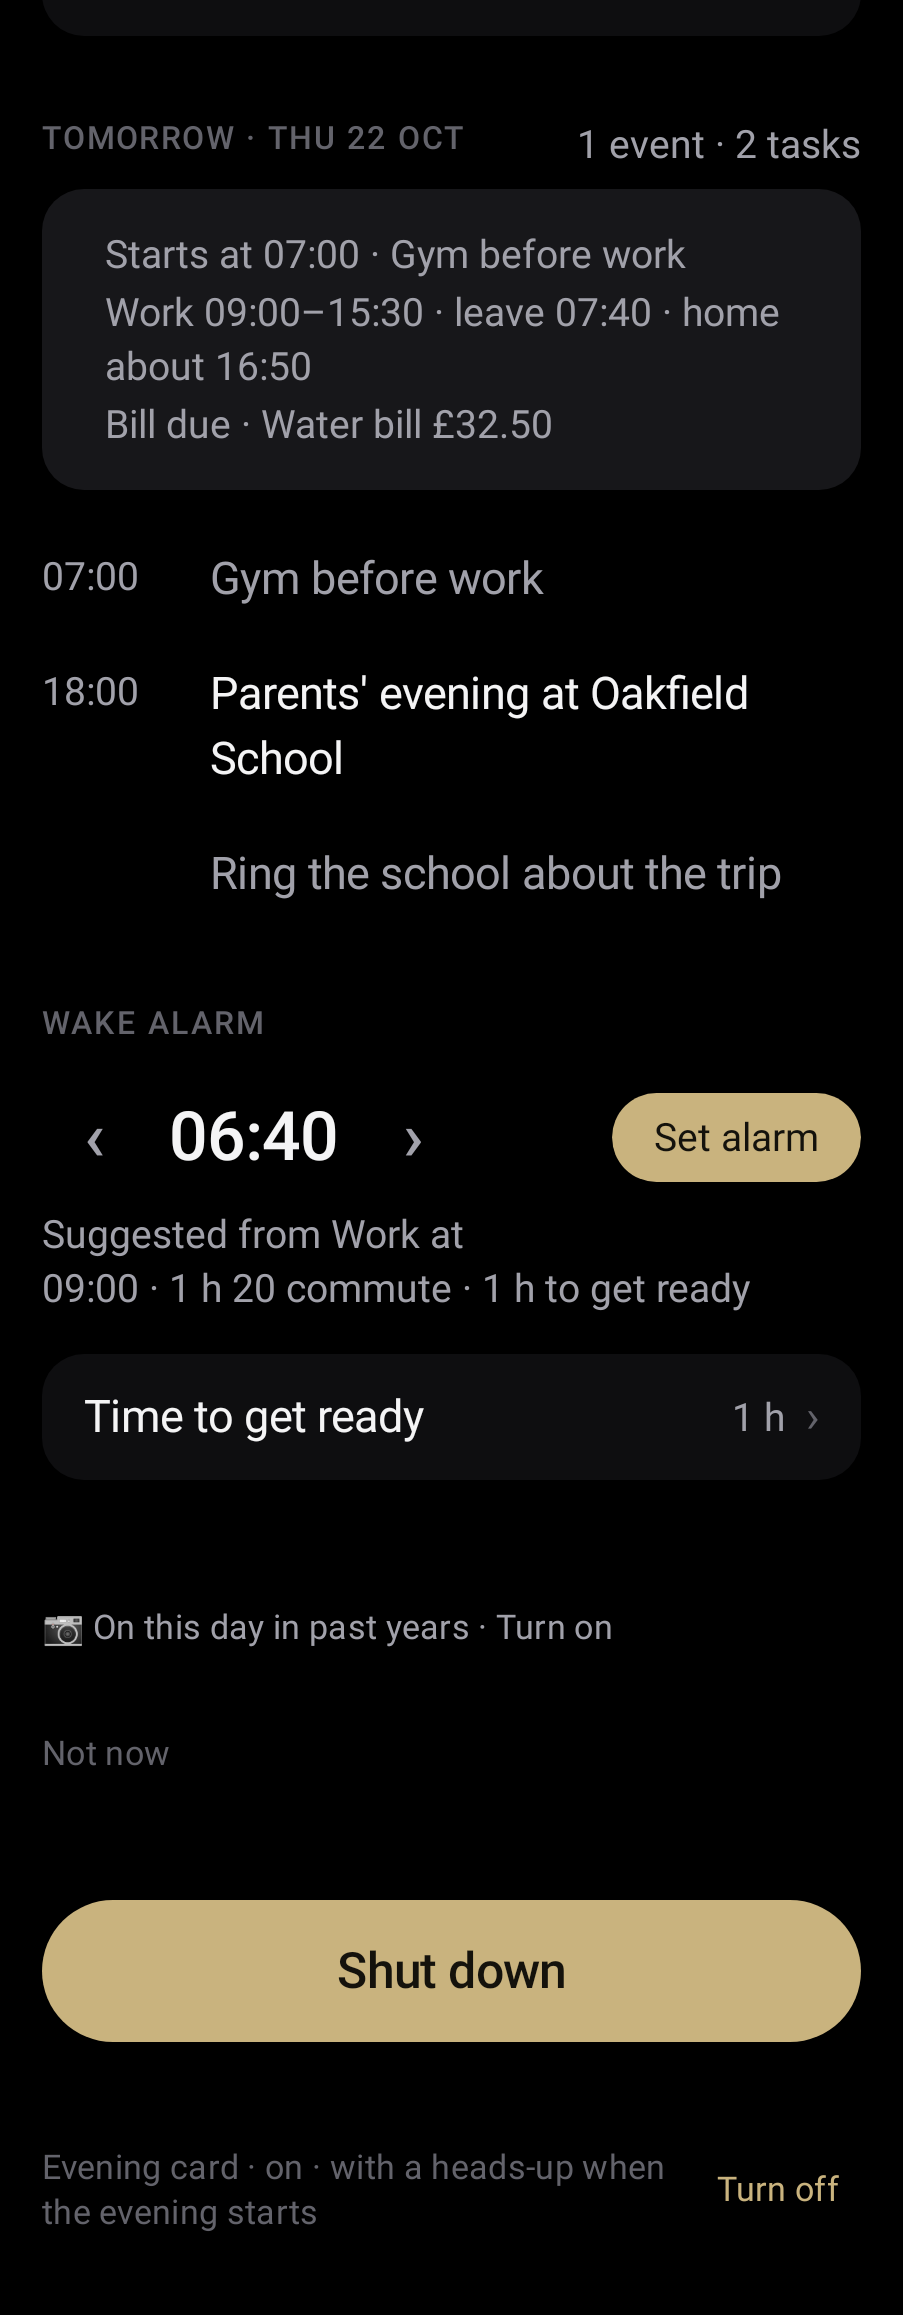 TOMORROW · THU 22 OCT
1 event · 2 tasks
Starts at 07:00 · Gym before work
Work 09:00–15:30 · leave 07:40 · home
about 16:50
Bill due · Water bill £32.50
07:00 Gym before work
18:00 Parents' evening at Oakfield
School
Ring the school about the trip
WAKE ALARM
‹ 06:40 › Set alarm
Suggested from Work at
09:00 · 1 h 20 commute · 1 h to get ready
Time to get ready 1 h ›
On this day in past years · Turn on
Not now
Shut down
Evening card · on · with a heads-up when
the evening starts
Turn off